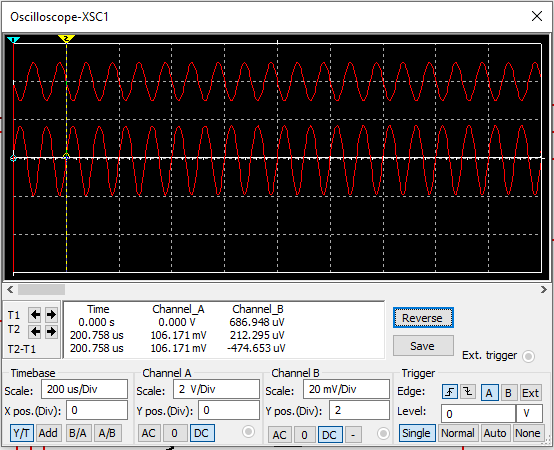 Oscilloscope-XSC1
1 2
T1
T2
T2-T1
Time Channel_A Channel_B
0.000 s 0.000 V 686.948 uV
200.758 us 106.171 mV 212.295 uV
200.758 us 106.171 mV -474.653 uV
Reverse
Save
Ext. trigger
Timebase
Scale: 200 us/Div
X pos.(Div): 0
Y/T Add B/A A/B
Channel A
Scale: 2 V/Div
Y pos.(Div): 0
AC 0 DC
Channel B
Scale: 20 mV/Div
Y pos.(Div): 2
AC 0 DC -
Trigger
Edge: A B Ext
Level: 0 V
Single Normal Auto None